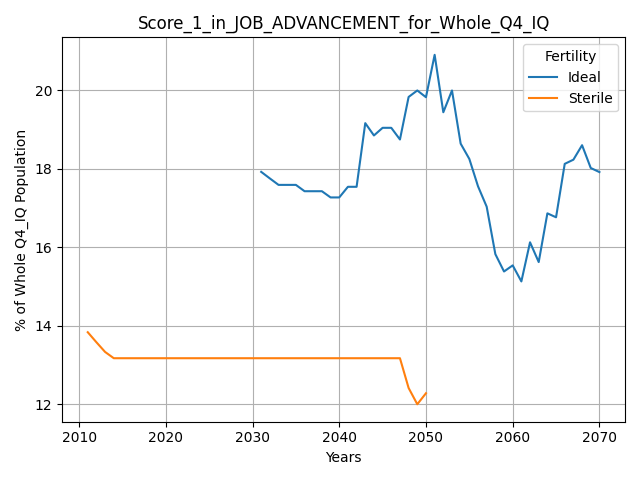 Score_1_in_JOB_ADVANCEMENT_for_Whole_Q4_IQ
Fertility
Ideal
Sterile
% of Whole Q4_IQ Population
20
18
16
14
12
2010 2020 2030 2040 2050 2060 2070
Years